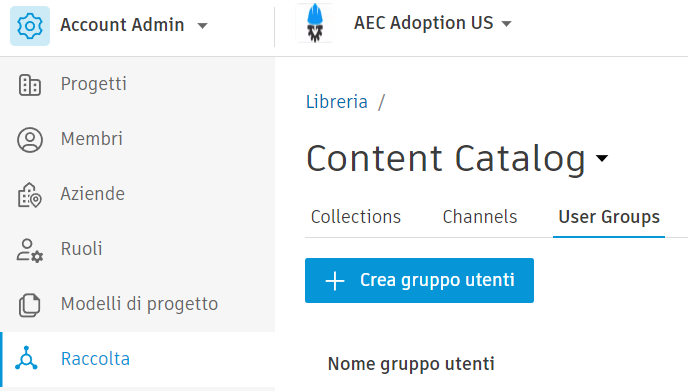 Account Admin
AEC Adoption US
Progetti
Membri
Aziende
Ruoli
Modelli di progetto
Raccolta
Libreria /
Content Catalog
Collections Channels User Groups
Crea gruppo utenti
Nome gruppo utenti